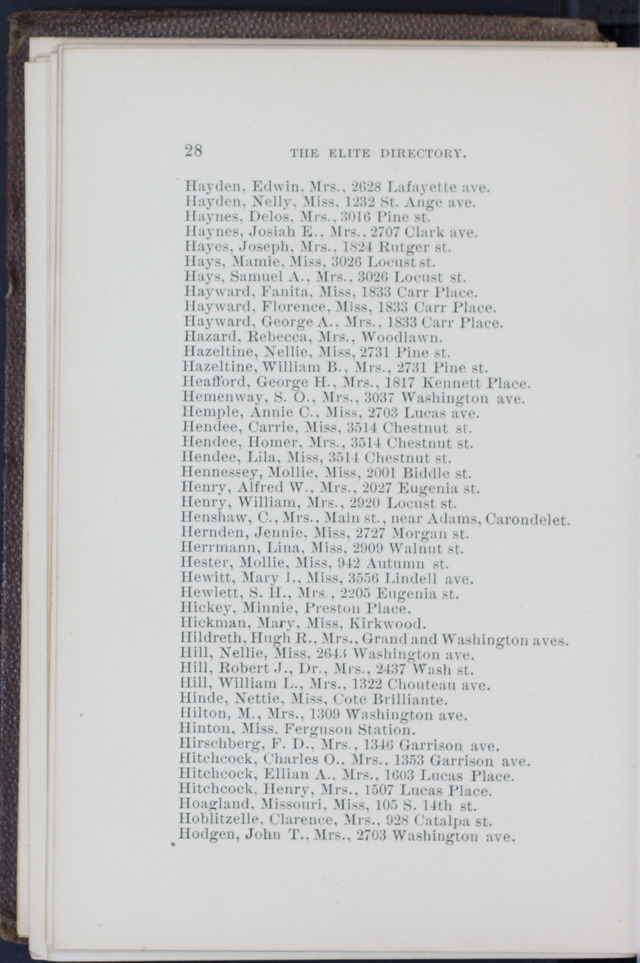 28 THE ELITE DIRECTORY.
Hayden, Edwin, Mrs., 2628 Lafayette ave.
Hayden, Nelly, Miss, 1232 St. Ange ave.
Haynes, Delos, Mrs., 3016 Pine st.
Haynes, Josiah E., Mrs., 2707 Clark ave.
Hayes, Joseph, Mrs., 1824 Rutger st.
Hays, Mamie, Miss, 3026 Locust st.
Hays, Samuel A., Mrs., 3026 Locust st.
Hayward, Fanita, Miss, 1833 Carr Place.
Hayward, Florence, Miss, 1833 Carr Place.
Hayward, George A., Mrs., 1833 Carr Place.
Hazard, Rebecca, Mrs., Woodlawn.
Hazeltine, Nellie, Miss, 2731 Pine st.
Hazeltine, William B., Mrs., 2731 Pine st.
Heafford, George H., Mrs., 1817 Kennett Place.
Hemenway, S. O., Mrs., 3037 Washington ave.
Hemple, Annie C., Miss, 2703 Lucas ave.
Hendee, Carrie, Miss, 3514 Chestnut st.
Hendee, Homer, Mrs., 3514 Chestnut st.
Hendee, Lila, Miss, 3514 Chestnut st.
Hennessey, Mollie, Miss, 2001 Biddle st.
Henry, Alfred W., Mrs., 2027 Eugenia st.
Henry, William, Mrs., 2920 Locust st.
Henshaw, C., Mrs., Main st., near Adams, Carondelet.
Hernden, Jennie, Miss, 2727 Morgan st.
Herrmann, Lina, Miss, 2909 Walnut st.
Hester, Mollie, Miss, 942 Autumn st.
Hewitt, Mary I., Miss, 3556 Lindell ave.
Hewlett, S. H., Mrs., 2205 Eugenia st.
Hickey, Minnie, Preston Place.
Hickman, Mary, Miss, Kirkwood.
Hildreth, Hugh R., Mrs., Grand and Washington aves.
Hill, Nellie, Miss, 2643 Washington ave.
Hill, Robert J., Dr., Mrs., 2437 Wash st.
Hill, William L., Mrs., 1322 Chouteau ave.
Hinde, Nettie, Miss, Cote Brilliante.
Hilton, M., Mrs., 1309 Washington ave.
Hinton, Miss, Ferguson Station.
Hirschberg, F. D., Mrs., 1346 Garrison ave.
Hitchcock, Charles O., Mrs., 1353 Garrison ave.
Hitchcock, Ellian A., Mrs., 1603 Lucas Place.
Hitchcock, Henry, Mrs., 1507 Lucas Place.
Hoagland, Missouri, Miss, 105 S. 14th st.
Hoblitzelle, Clarence, Mrs., 928 Catalpa st.
Hodgen, John T., Mrs., 2703 Washington ave.